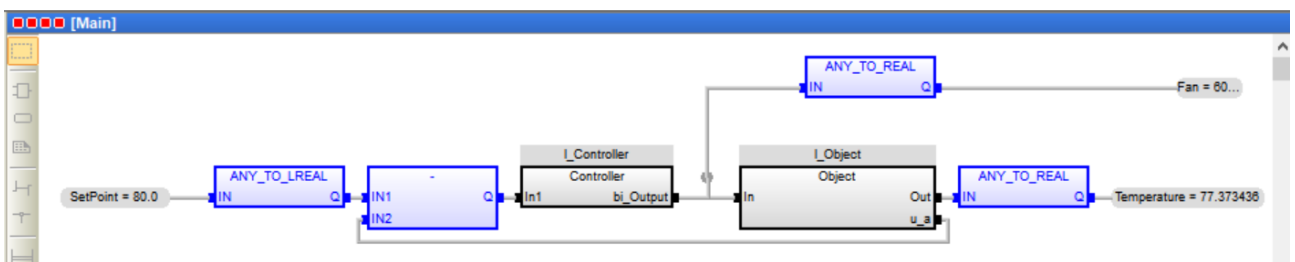 [Main]
ANY_TO_REAL
IN Q
Fan = 60...
I_Controller
I_Object
ANY_TO_LREAL
-
Controller
Object
ANY_TO_REAL
SetPoint = 80.0
IN Q
IN1 Q
In1 bi_Output
In Out
IN Q
Temperature = 77.373436
IN2
u_a